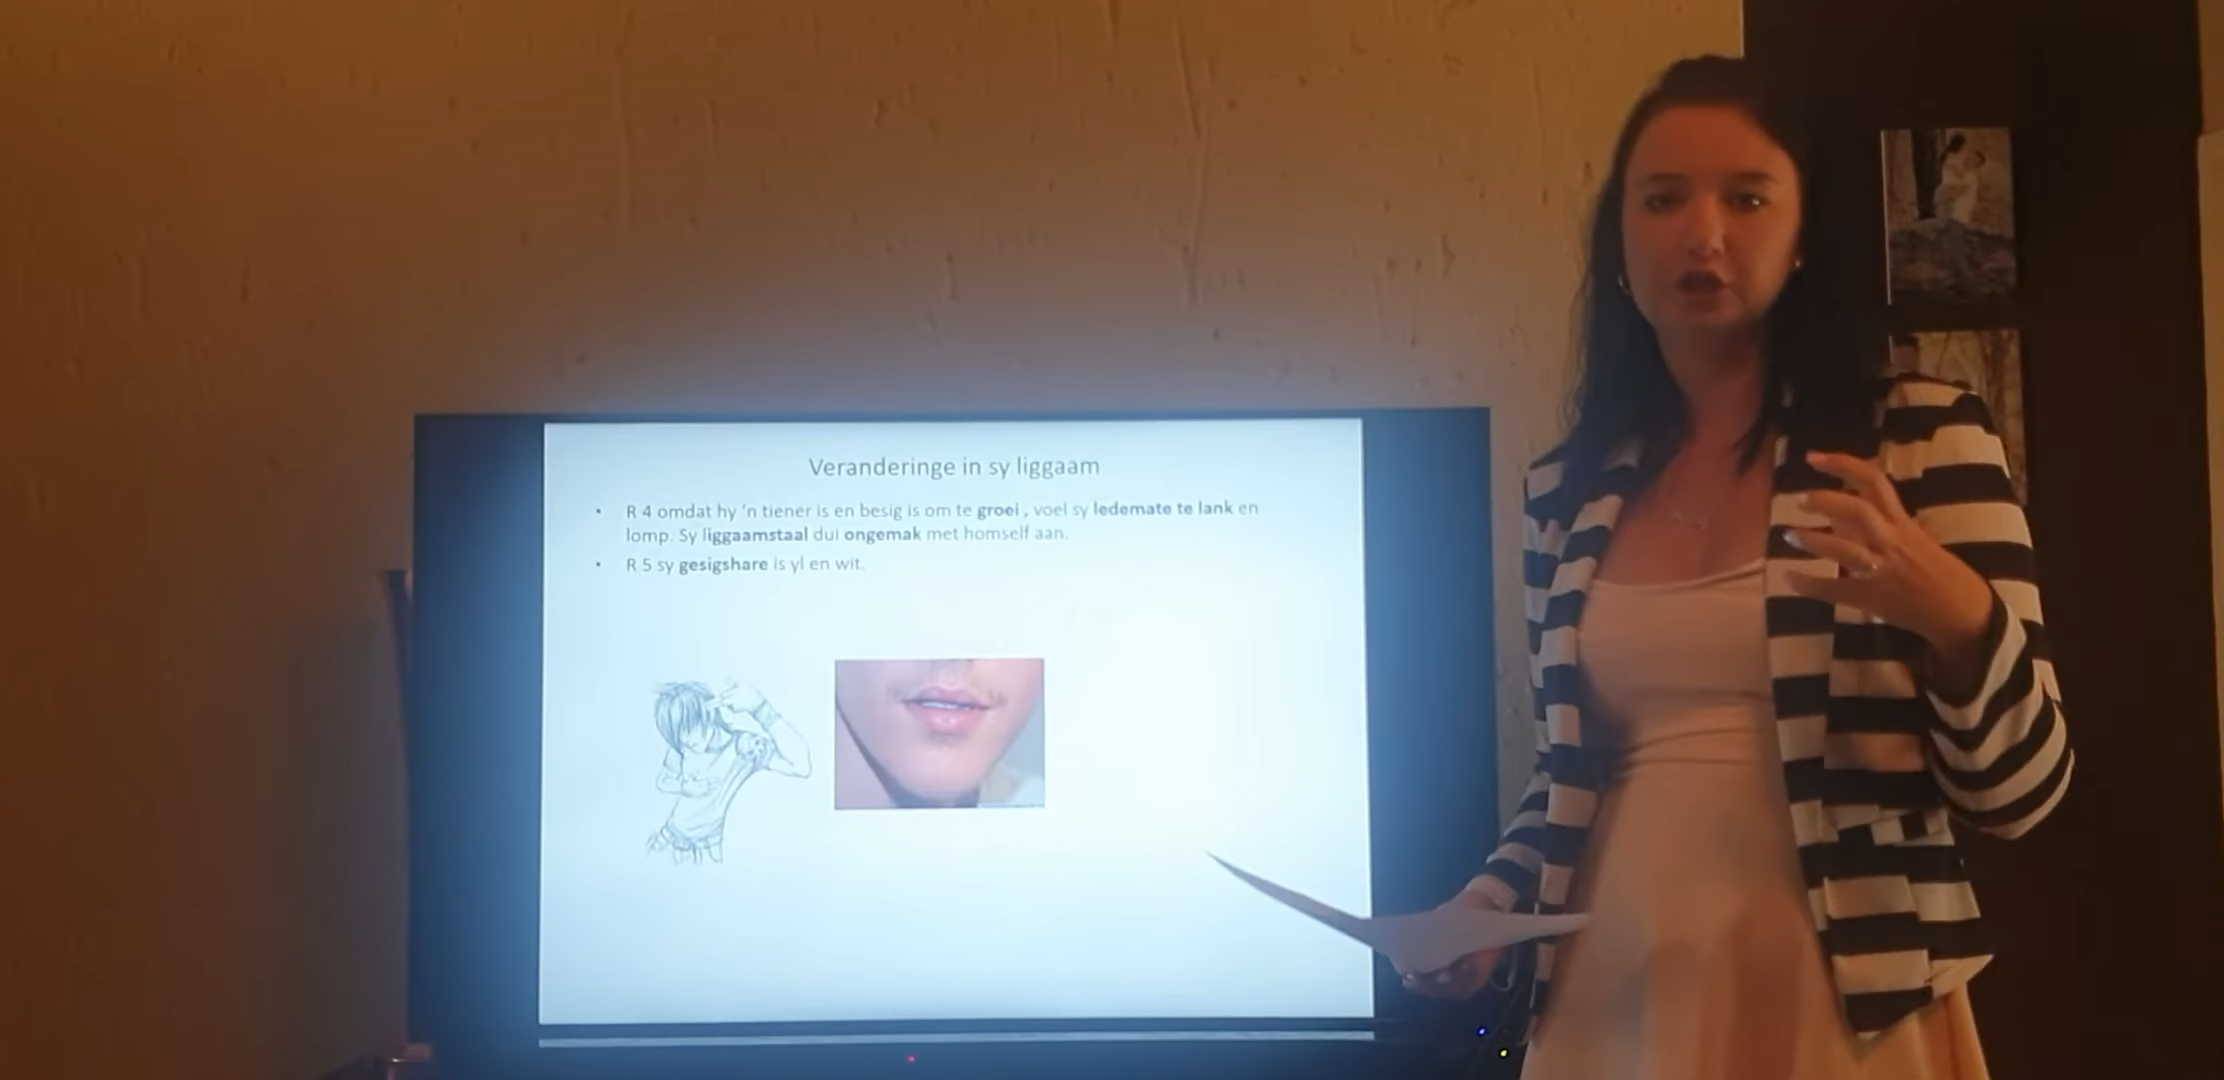 Veranderinge in sy liggaam
• R 4 omdat hy 'n tiener is en besig is om te groei , voel sy ledemate te lank en
lomp. Sy liggaamstaal dui ongemak met homself aan.
• R 5 sy gesigshare is yl en wit.